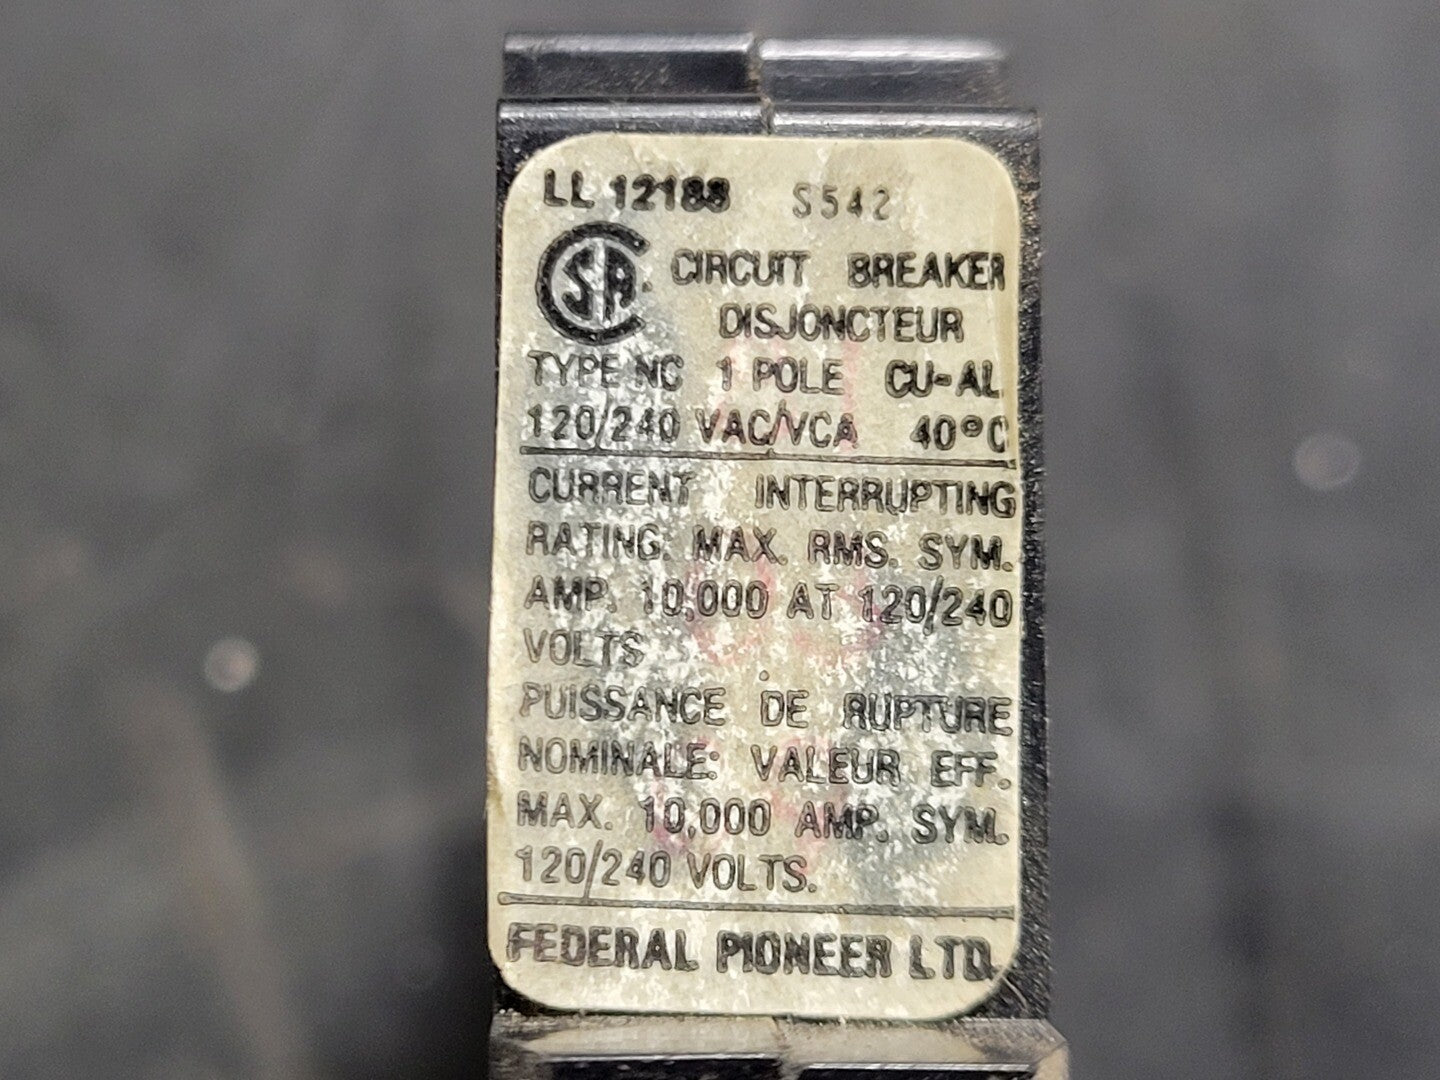 LL 12188 S542
CSA. CIRCUIT BREAKER
DISJONCTEUR
TYPE NC 1 POLE CU-AL
120/240 VAC/VCA 40°C
CURRENT INTERRUPTING
RATING. MAX. RMS. SYM.
AMP. 10,000 AT 120/240
VOLTS
PUISSANCE DE RUPTURE
NOMINALE: VALEUR EFF.
MAX. 10,000 AMP. SYM.
120/240 VOLTS.
FEDERAL PIONEER LTD.